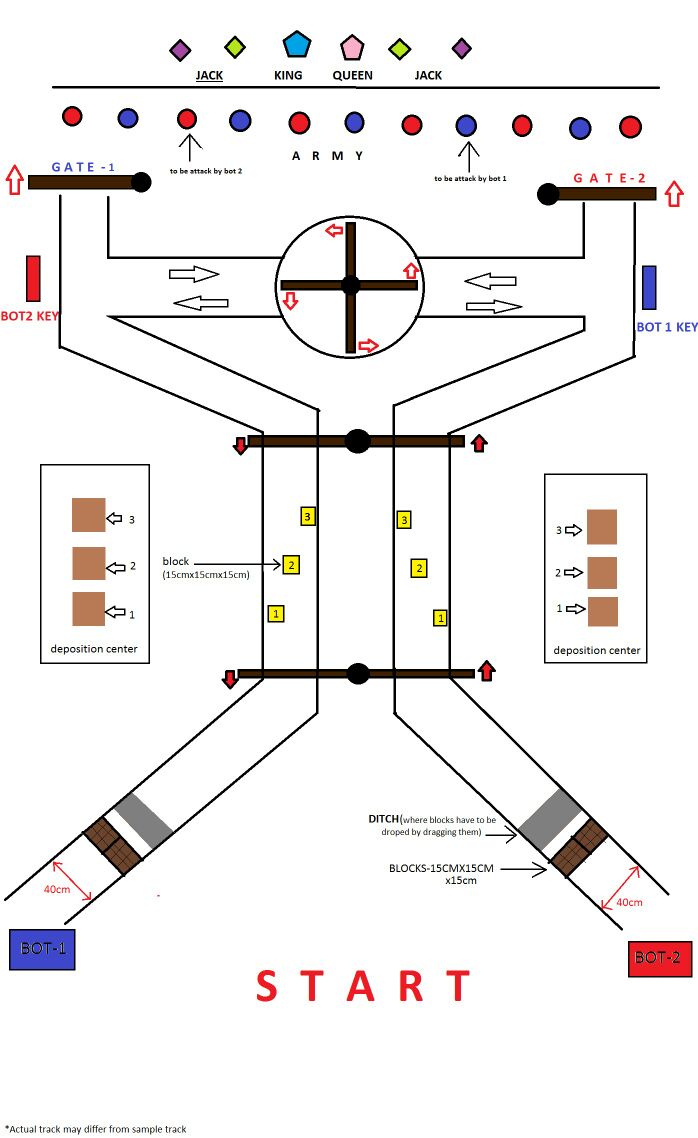 JACK KING QUEEN JACK
A R M Y
to be attack by bot 2
to be attack by bot 1
GATE -1
GATE-2
BOT2 KEY
BOT 1 KEY
3
3
2
2
1
1
block
(15cmx15cmx15cm)
3
2
1
deposition center
3
2
1
deposition center
DITCH(where blocks have to be
droped by dragging them)
BLOCKS-15CMX15CM
x15cm
40cm
40cm
BOT-1
BOT-2
START
*Actual track may differ from sample track